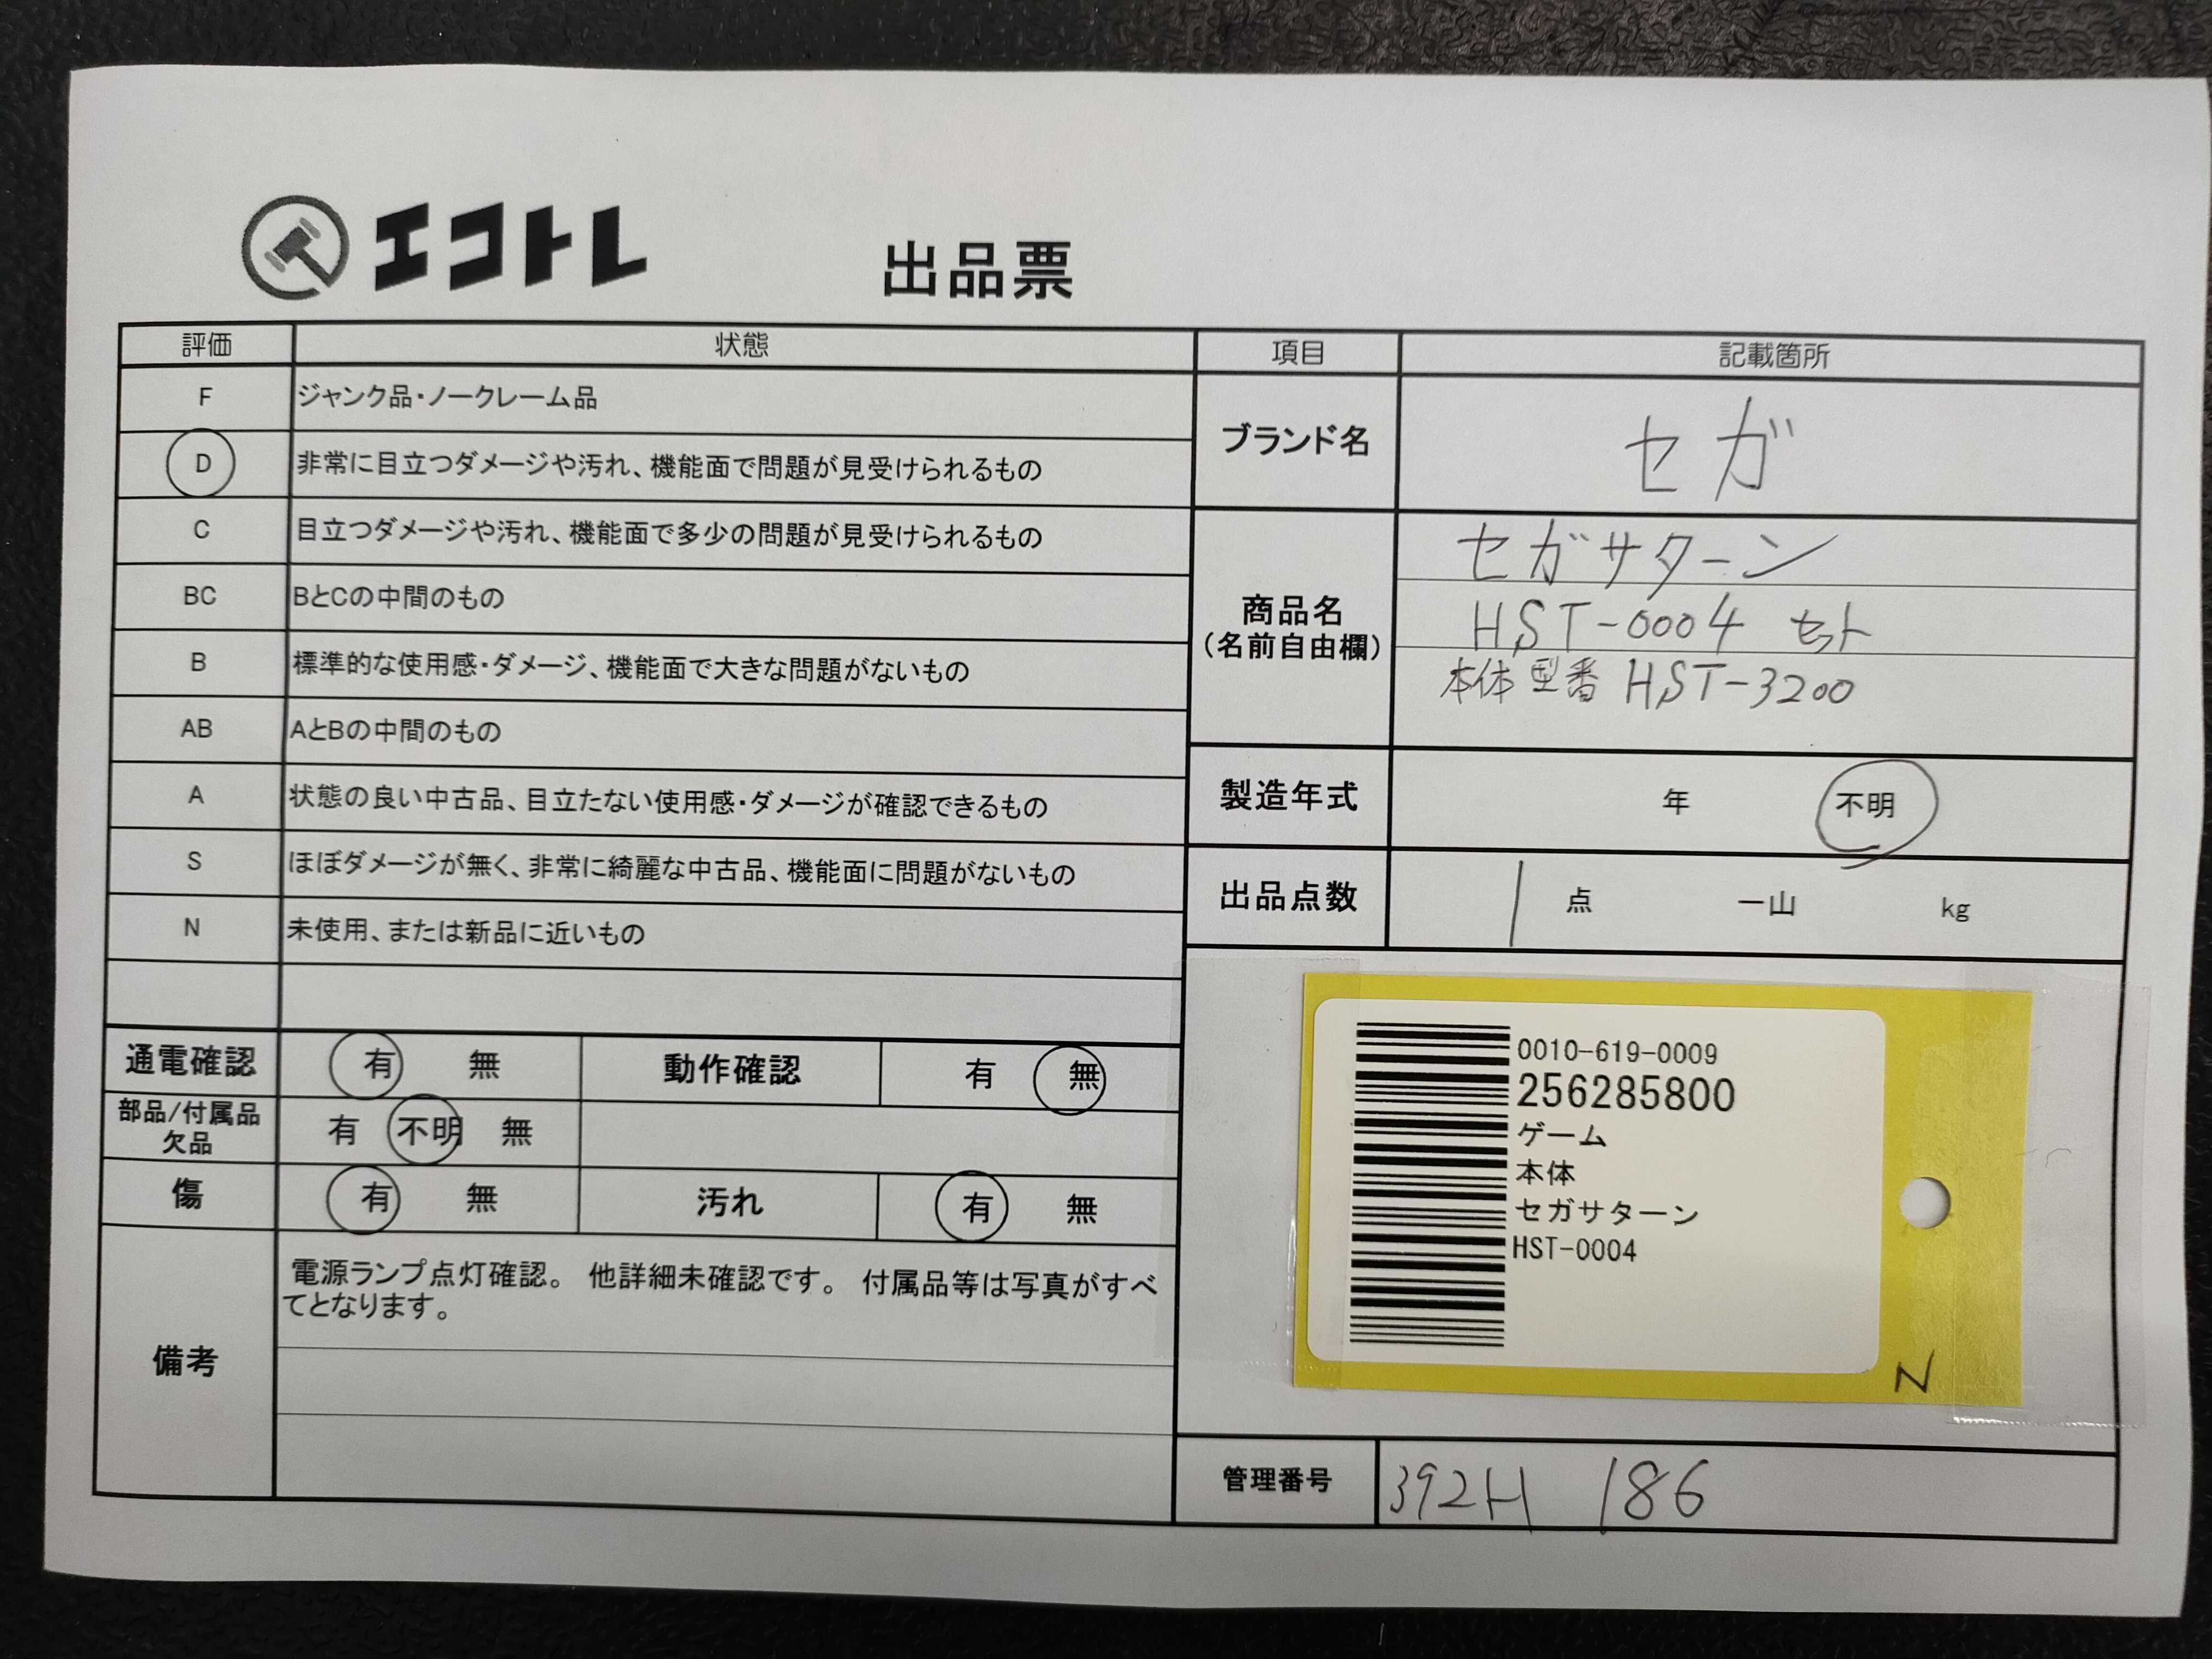 エコトレ
出品票
評価 状態
F ジャンク品・ノークレーム品
D 非常に目立つダメージや汚れ、機能面で問題が見受けられるもの
C 目立つダメージや汚れ、機能面で多少の問題が見受けられるもの
BC BとCの中間のもの
B 標準的な使用感・ダメージ、機能面で大きな問題がないもの
AB AとBの中間のもの
A 状態の良い中古品、目立たない使用感・ダメージが確認できるもの
S ほぼダメージが無く、非常に綺麗な中古品、機能面に問題がないもの
N 未使用、または新品に近いもの
通電確認 有 無 動作確認 有 無
部品/付属品
欠品 有 不明 無
傷 有 無 汚れ 有 無
備考
電源ランプ点灯確認。 他詳細未確認です。 付属品等は写真がすべ
てとなります。
項目 記載箇所
ブランド名 セガ
商品名
(名前自由欄)
セガサターン
HST-0004 セット
本体型番 HST-3200
製造年式 年 不明
出品点数 1 点 一山 kg
0010-619-0009
256285800
ゲーム
本体
セガサターン
HST-0004
N
管理番号 392H 186